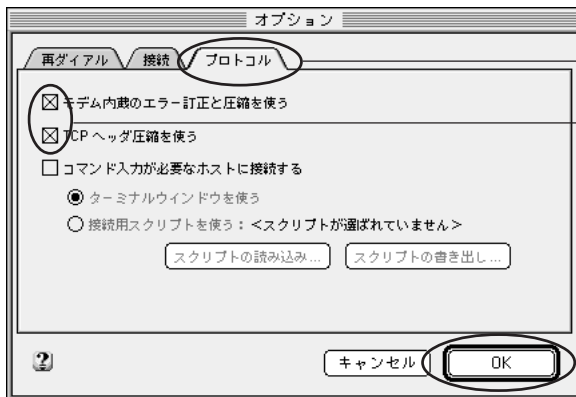 オプション
再ダイアル 接続 プロトコル
モデム内蔵のエラー訂正と圧縮を使う
TCP ヘッダ圧縮を使う
コマンド入力が必要なホストに接続する
ターミナルウインドウを使う
接続用スクリプトを使う：<スクリプトが選ばれていません>
スクリプトの読み込み... スクリプトの書き出し...
? キャンセル OK